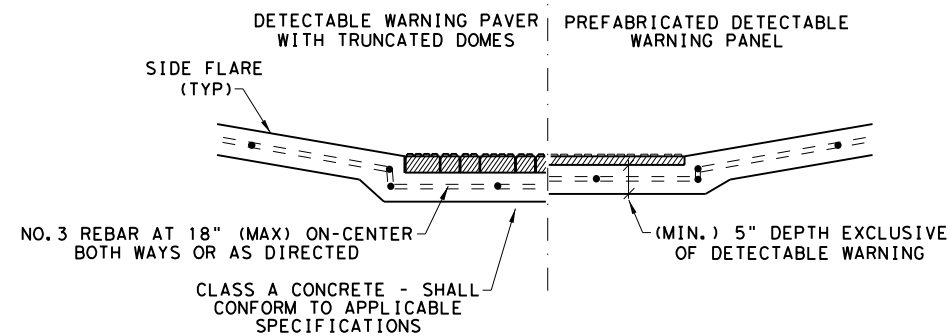 DETECTABLE WARNING PAVER
WITH TRUNCATED DOMES
PREFABRICATED DETECTABLE
WARNING PANEL
SIDE FLARE
(TYP)
NO.3 REBAR AT 18" (MAX) ON-CENTER
BOTH WAYS OR AS DIRECTED
(MIN.) 5" DEPTH EXCLUSIVE
OF DETECTABLE WARNING
CLASS A CONCRETE - SHALL
CONFORM TO APPLICABLE
SPECIFICATIONS